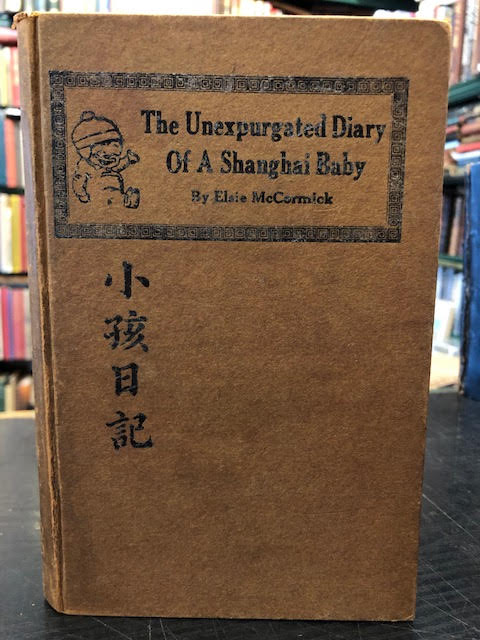 The Unexpurgated Diary
Of A Shanghai Baby
By Elsie McCormick
小孩日記